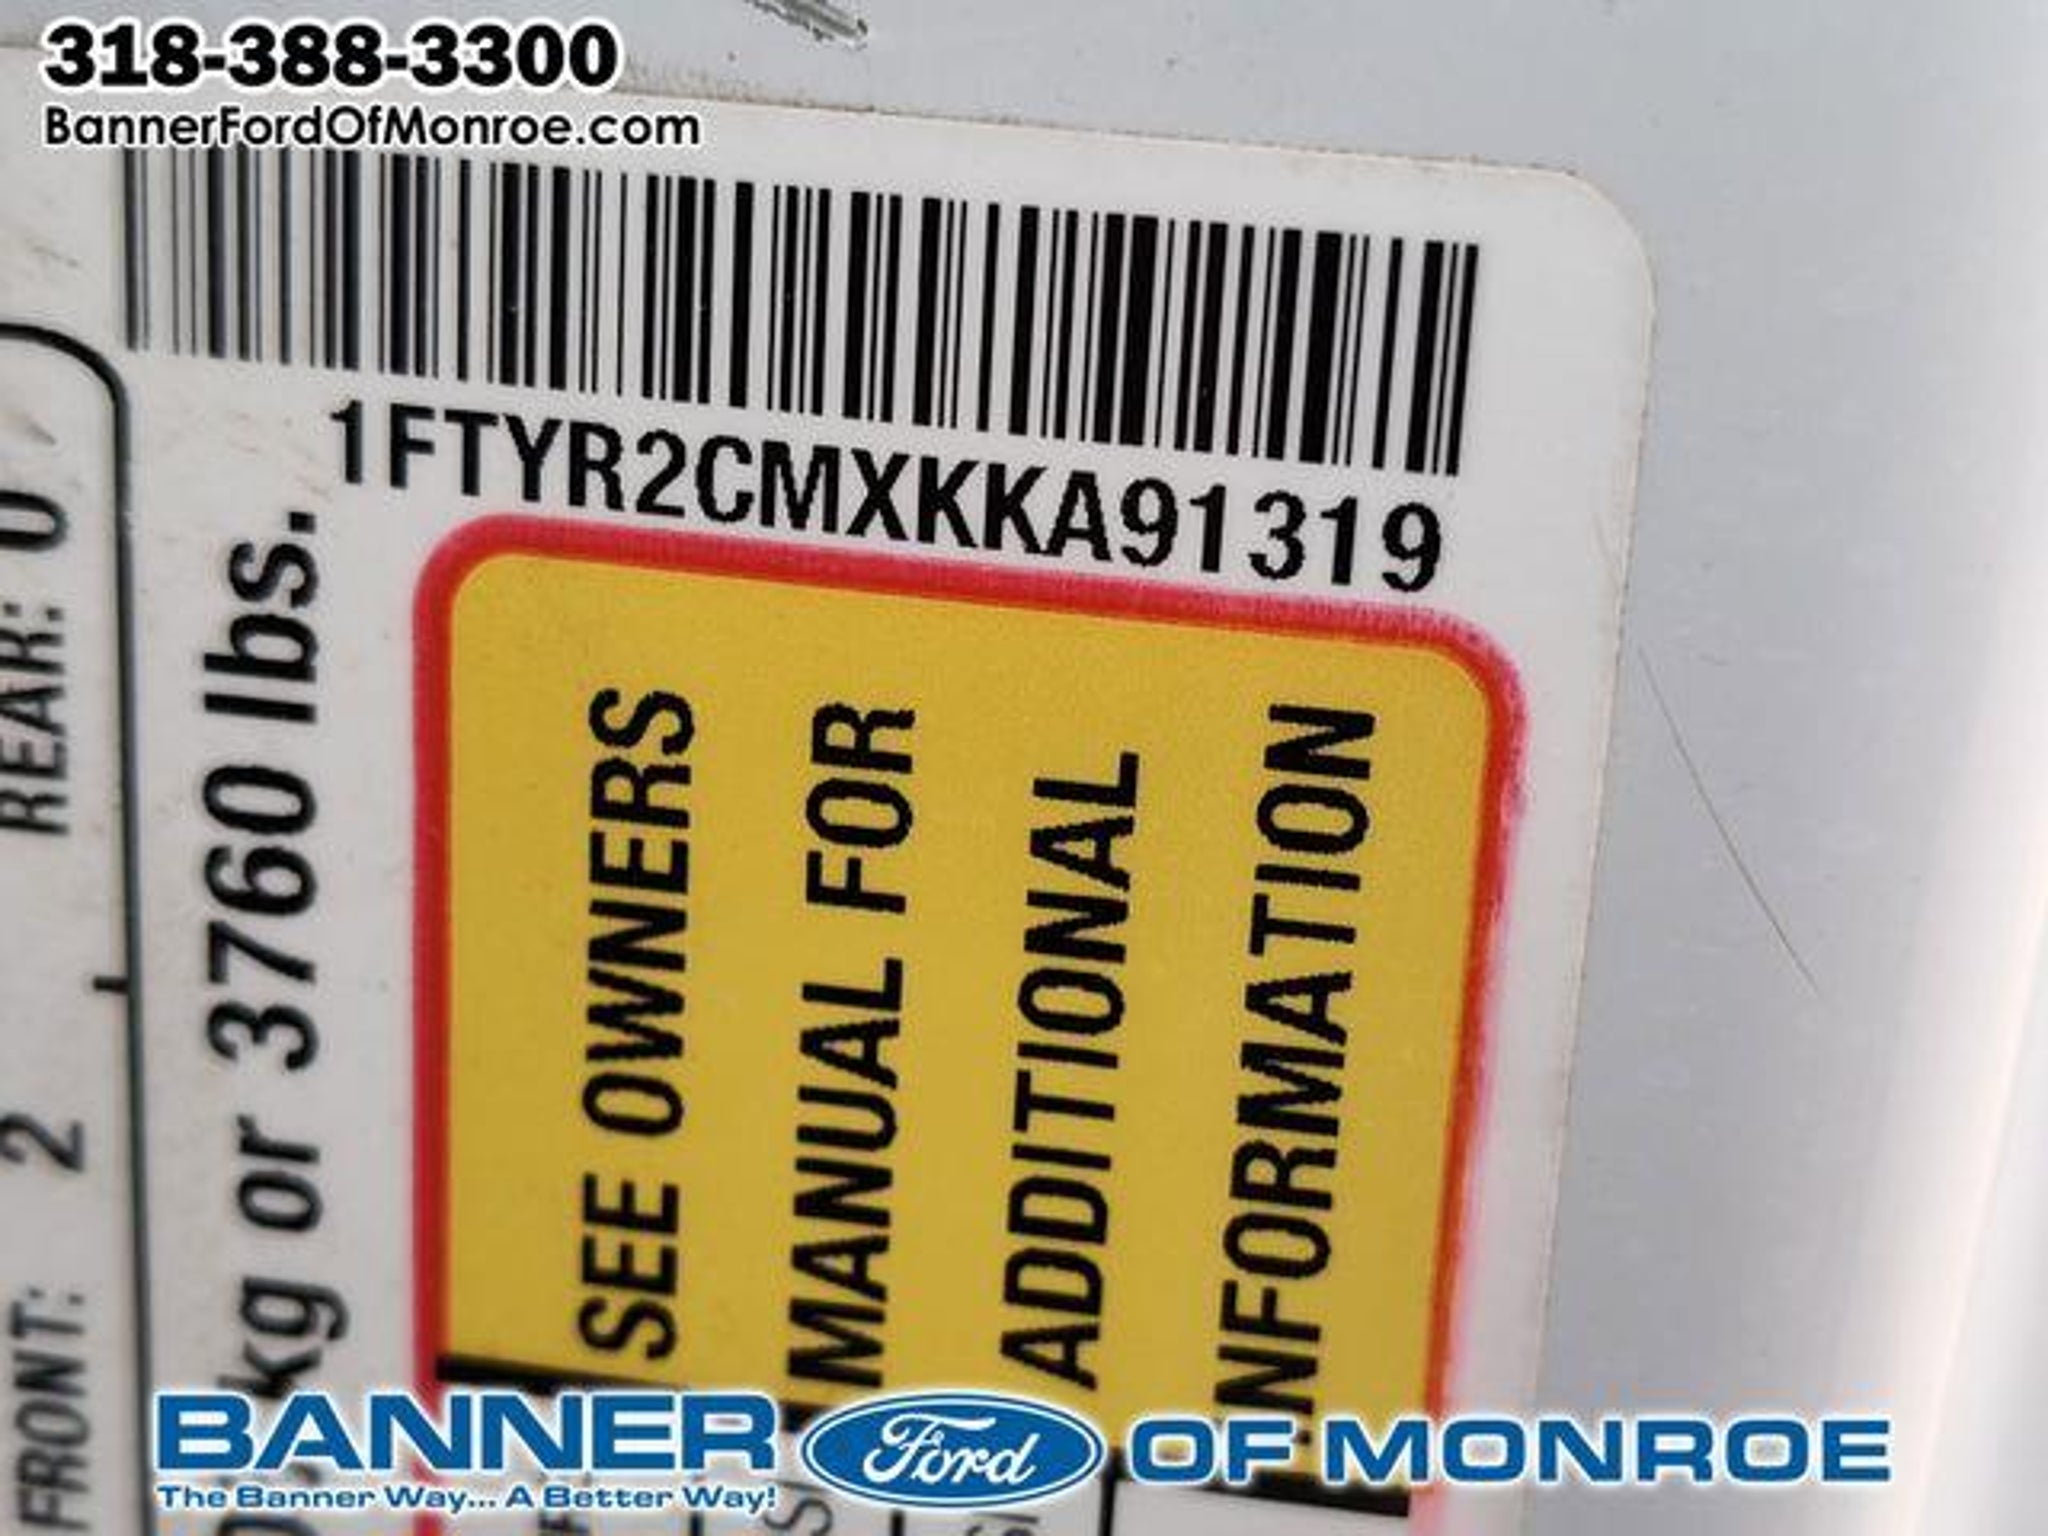 318-388-3300
BannerFordOfMonroe.com
1FTYR2CMXKKA91319
REAR: 0
FRONT: 2
kg or 3760 lbs.
SEE OWNERS
MANUAL FOR
ADDITIONAL
INFORMATION
BANNER Ford OF MONROE
The Banner Way... A Better Way!